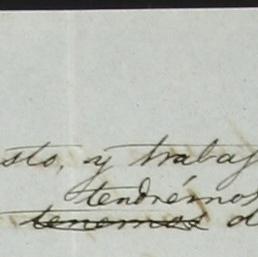 sto, y trabaj
tendrémos
tenemos d